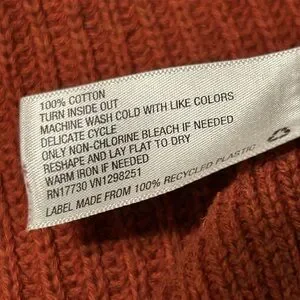 100% COTTON
TURN INSIDE OUT
MACHINE WASH COLD WITH LIKE COLORS
DELICATE CYCLE
ONLY NON-CHLORINE BLEACH IF NEEDED
RESHAPE AND LAY FLAT TO DRY
WARM IRON IF NEEDED
RN17730 VN1298251
LABEL MADE FROM 100% RECYCLED PLASTIC